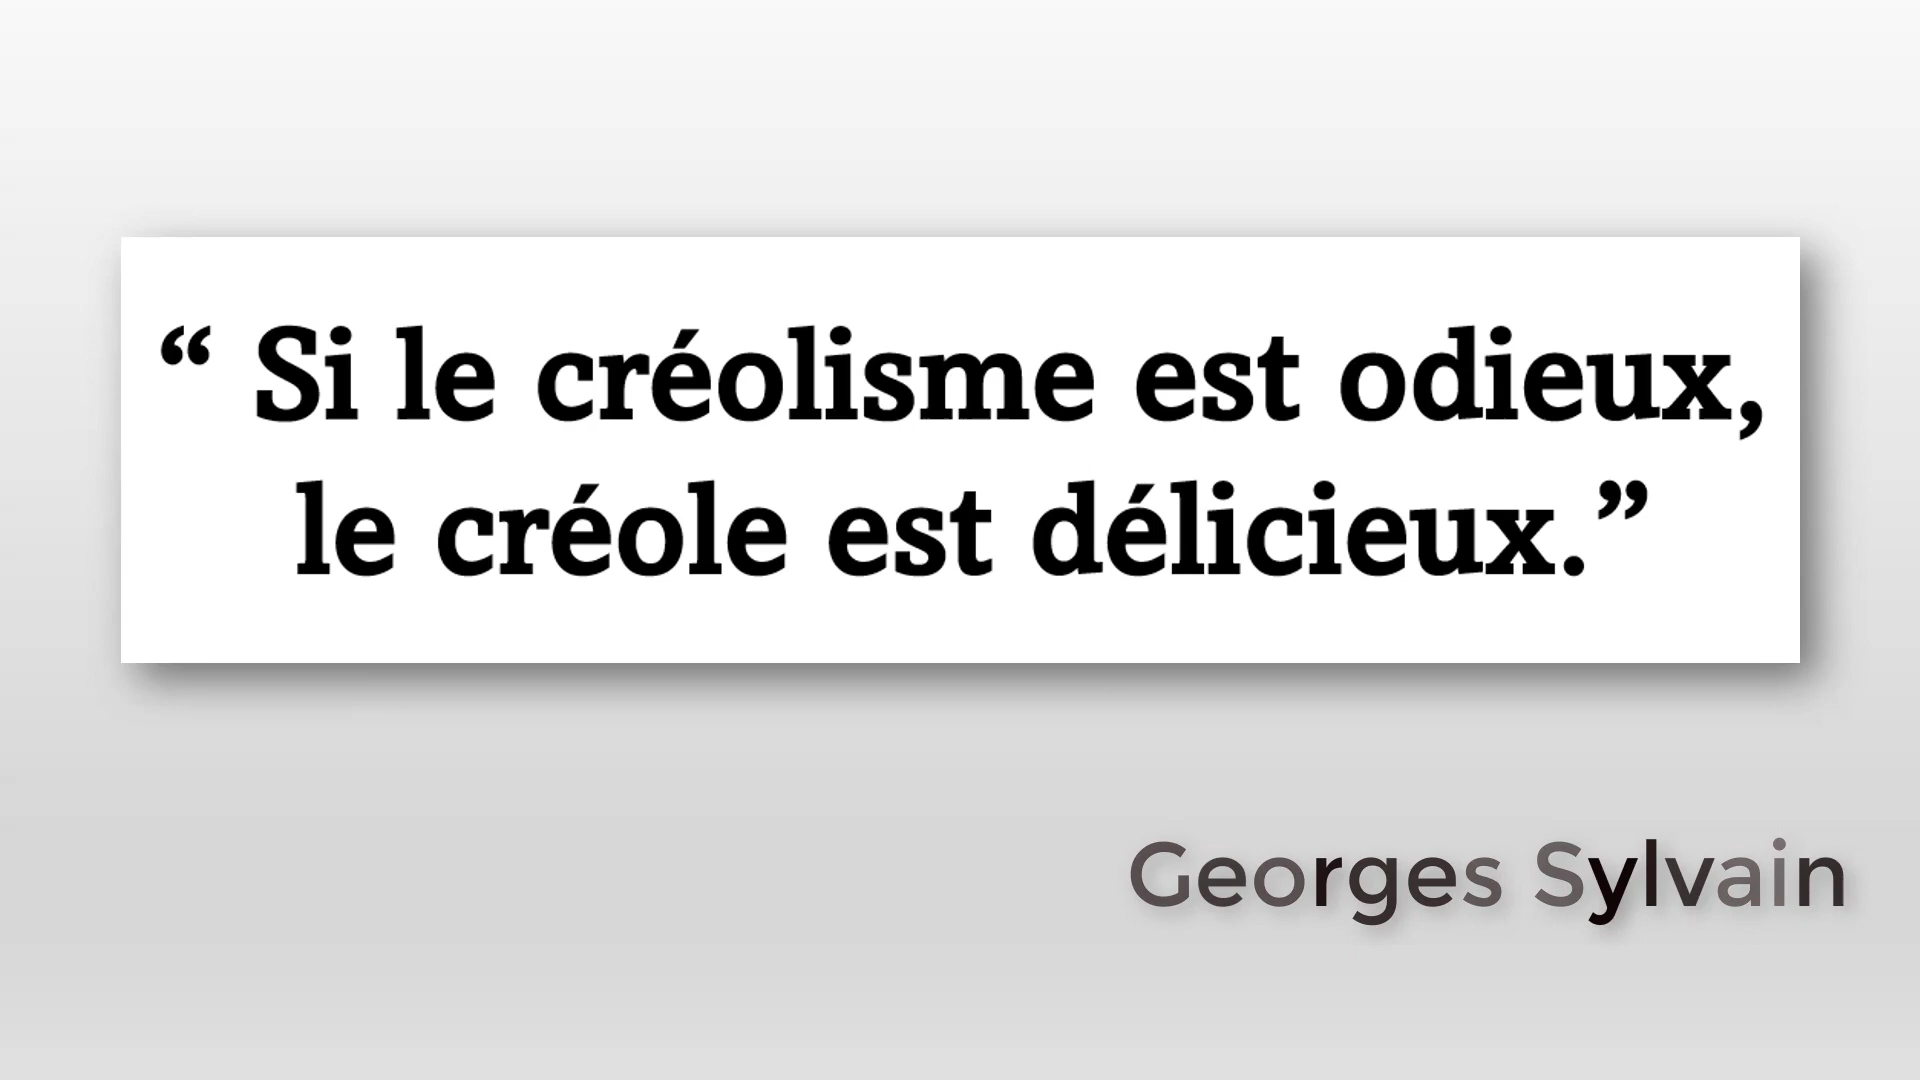 “ Si le créolisme est odieux,
le créole est délicieux.”
Georges Sylvain